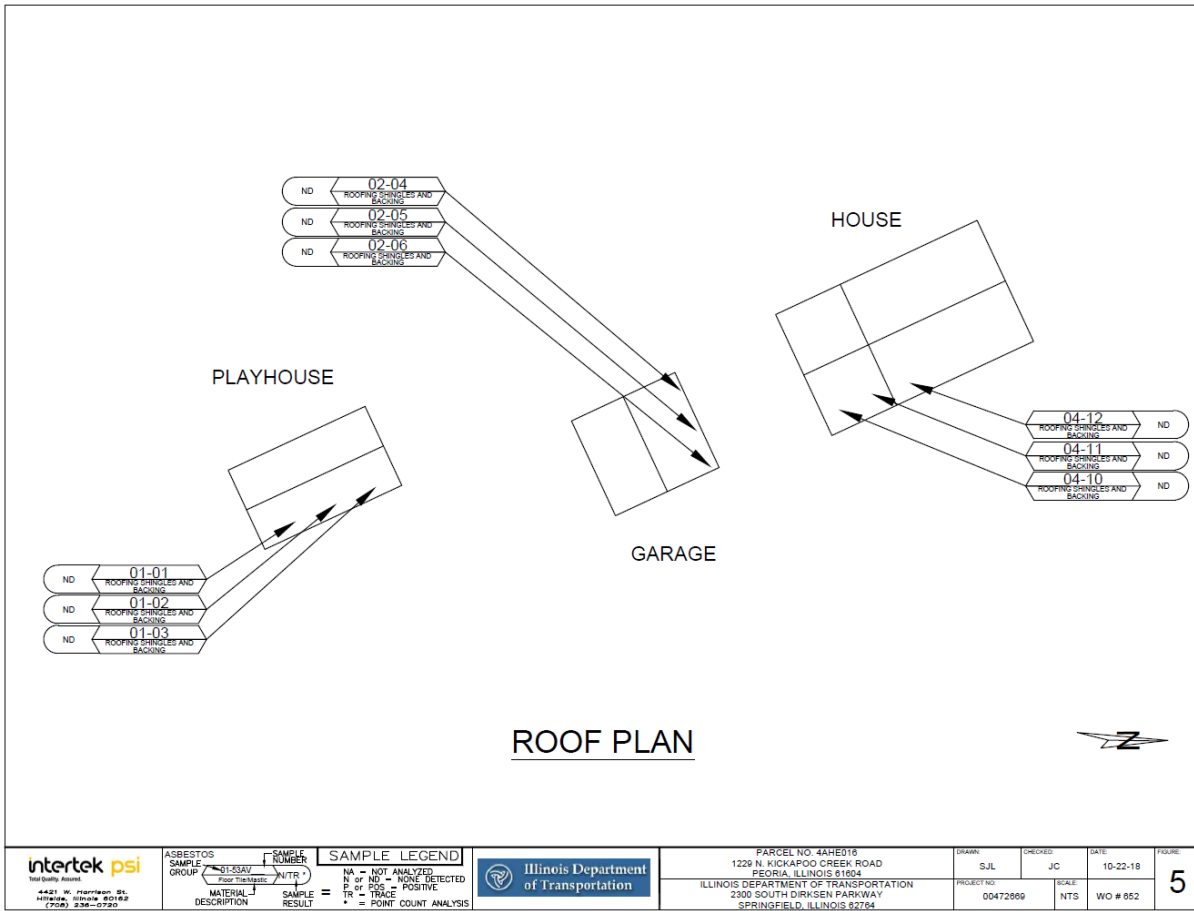 02-04
ND
ROOFING SHINGLES AND
BACKING
02-05
ND
ROOFING SHINGLES AND
BACKING
02-06
ND
ROOFING SHINGLES AND
BACKING
HOUSE
PLAYHOUSE
04-12
ROOFING SHINGLES AND
BACKING
ND
04-11
ROOFING SHINGLES AND
BACKING
ND
04-10
ROOFING SHINGLES AND
BACKING
ND
GARAGE
01-01
ND
ROOFING SHINGLES AND
BACKING
01-02
ND
ROOFING SHINGLES AND
BACKING
01-03
ND
ROOFING SHINGLES AND
BACKING
ROOF PLAN
Z
intertek psi
Total Quality. Assured.
4421 W. Harrison St.
Hillside, Illinois 60162
(708) 236-0720
ASBESTOS
SAMPLE
GROUP
SAMPLE
NUMBER
01-53AV
Floor Tile/Mastic
N/TR *
MATERIAL
DESCRIPTION
SAMPLE
RESULT
=
SAMPLE LEGEND
NA - NOT ANALYZED
N or ND - NONE DETECTED
P or POS - POSITIVE
TR - TRACE
* = POINT COUNT ANALYSIS
Illinois Department
of Transportation
PARCEL NO. 4AHE016
1229 N. KICKAPOO CREEK ROAD
PEORIA, ILLINOIS 61604
ILLINOIS DEPARTMENT OF TRANSPORTATION
2300 SOUTH DIRKSEN PARKWAY
SPRINGFIELD, ILLINOIS 62764
DRAWN:
SJL
CHECKED:
JC
DATE:
10-22-18
PROJECT NO:
00472669
SCALE:
NTS
WO # 652
FIGURE:
5